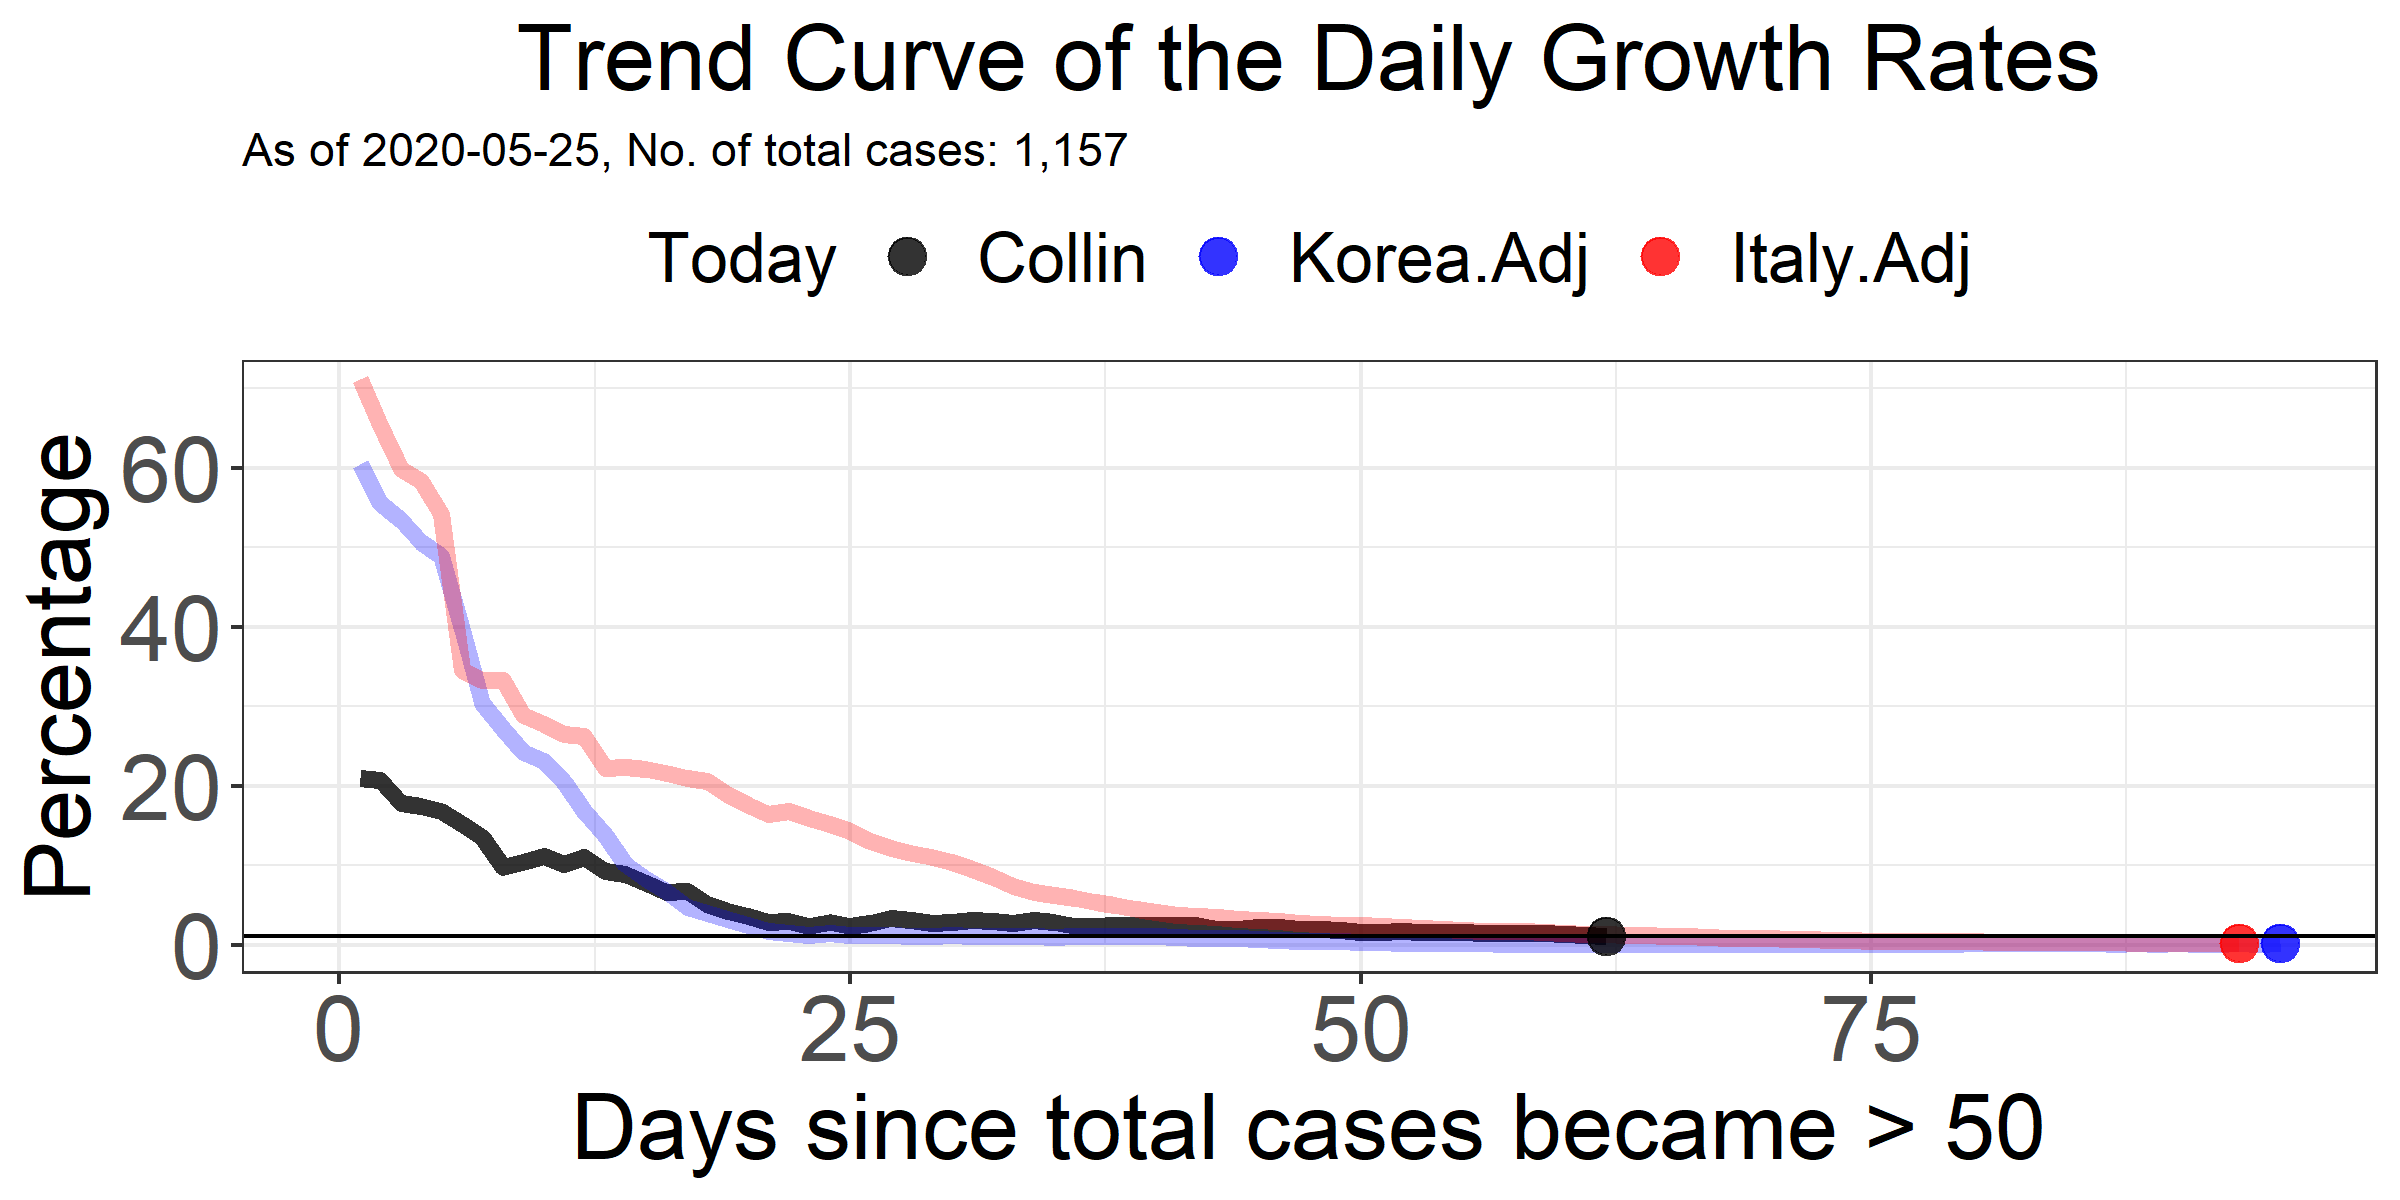 Trend Curve of the Daily Growth Rates
As of 2020-05-25, No. of total cases: 1,157
Today Collin Korea.Adj Italy.Adj
Percentage
60
40
20
0
0 25 50 75
Days since total cases became > 50